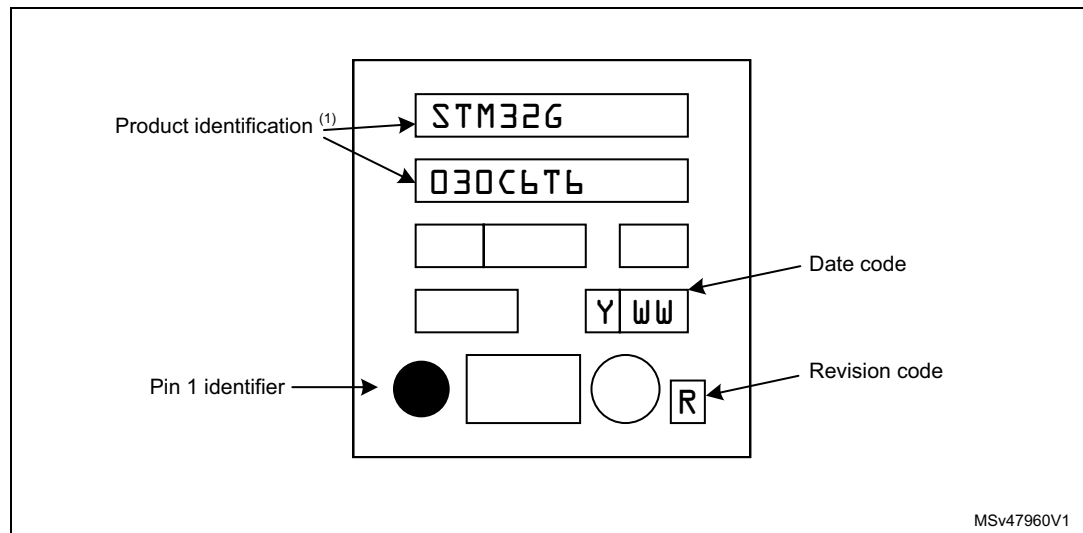 STM32G
Product identification (1)
030C6T6
Date code
Y WW
Pin 1 identifier
Revision code
R
MSv47960V1